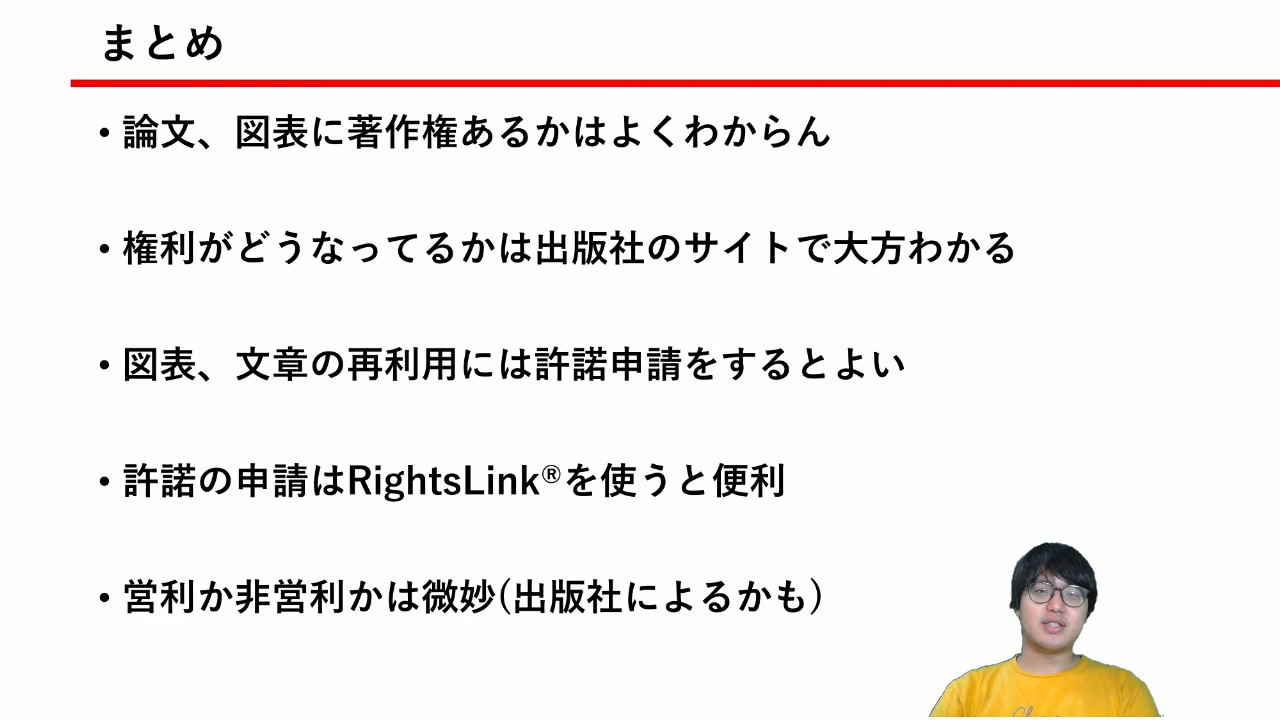 まとめ
• 論文、図表に著作権あるかはよくわからん
• 権利がどうなってるかは出版社のサイトで大方わかる
• 図表、文章の再利用には許諾申請をするとよい
• 許諾の申請はRightsLink®を使うと便利
• 営利か非営利かは微妙(出版社によるかも)